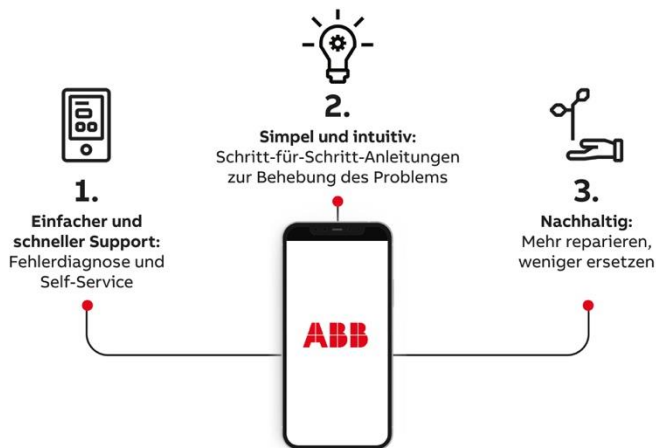 1.
Einfacher und
schneller Support:
Fehlerdiagnose und
Self-Service
2.
Simpel und intuitiv:
Schritt-für-Schritt-Anleitungen
zur Behebung des Problems
3.
Nachhaltig:
Mehr reparieren,
weniger ersetzen
ABB